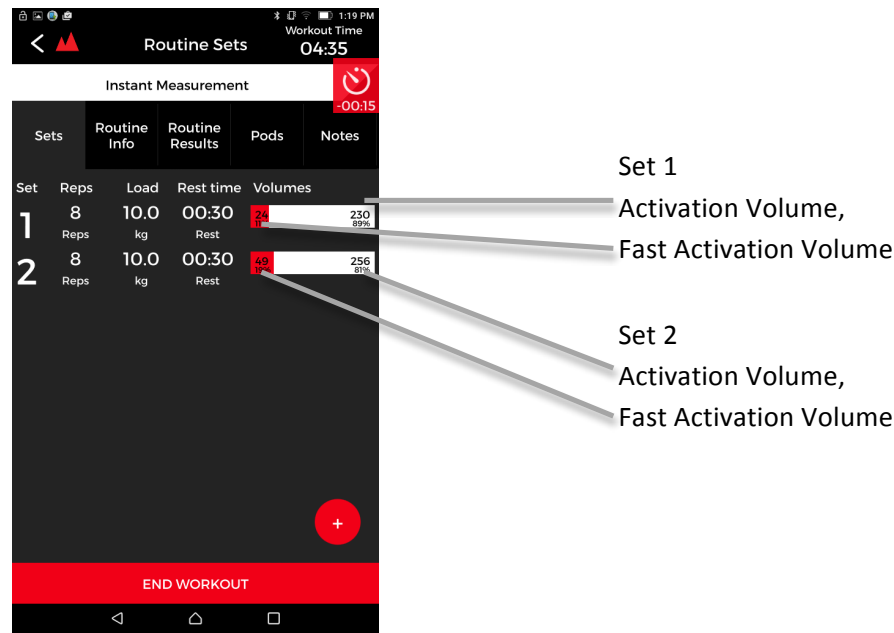 1:19 PM
Routine Sets
Workout Time
04:35
Instant Measurement
-00:15
Sets
Routine Info
Routine Results
Pods
Notes
Set Reps Load Rest time Volumes
1 8 10.0 00:30 24 230
Reps kg Rest 89%
2 8 10.0 00:30 49 256
Reps kg Rest 81%
+
END WORKOUT
Set 1
Activation Volume,
Fast Activation Volume
Set 2
Activation Volume,
Fast Activation Volume